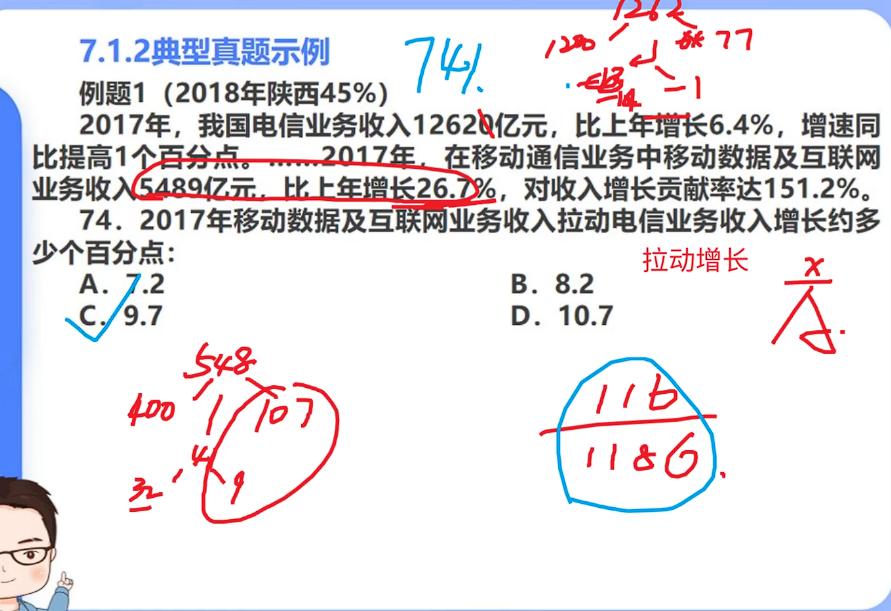 1262
1280 7 7
-13
-14 -1
74%
7.1.2典型真题示例
例题1（2018年陕西45%）
2017年，我国电信业务收入12620亿元，比上年增长6.4%，增速同
比提高1个百分点。……2017年，在移动通信业务中移动数据及互联网
业务收入5489亿元，比上年增长26.7%，对收入增长贡献率达151.2%。
74．2017年移动数据及互联网业务收入拉动电信业务收入增长约多
少个百分点：
拉动增长
A．7.2 B．8.2
C．9.7 D．10.7
x
548
400 107
4
32 9
116
1186